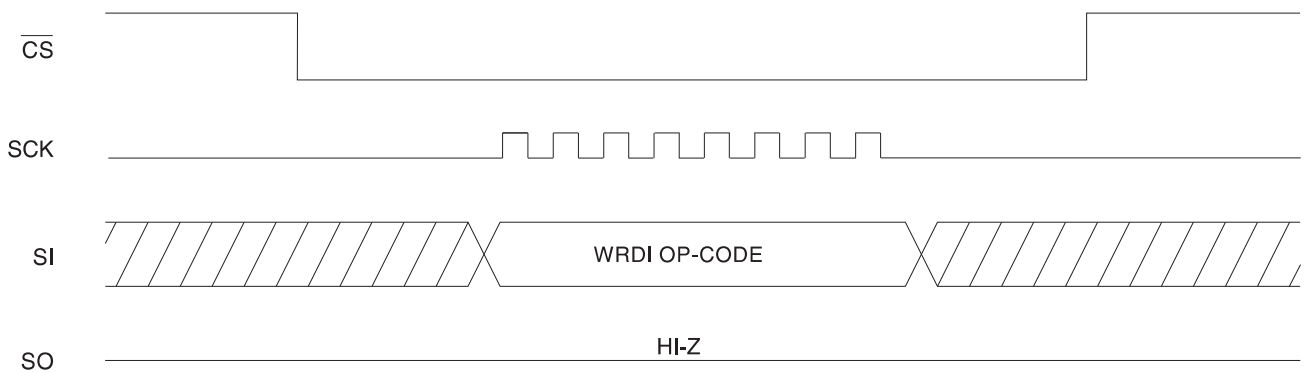 CS
SCK
SI
WRDI OP-CODE
HI-Z
SO